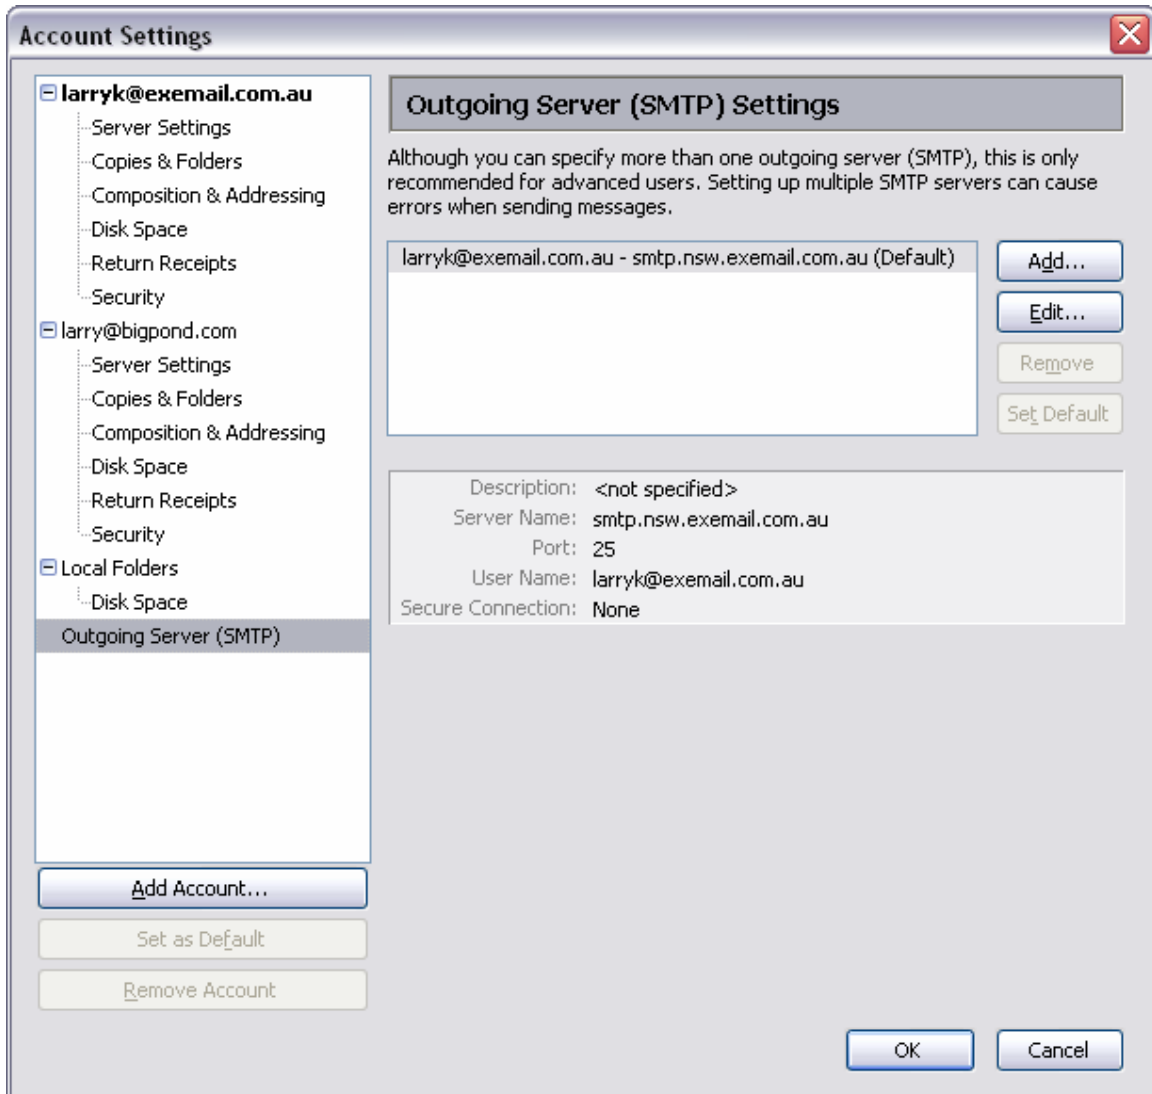 Account Settings
larryk@exemail.com.au
Server Settings
Copies & Folders
Composition & Addressing
Disk Space
Return Receipts
Security
larry@bigpond.com
Server Settings
Copies & Folders
Composition & Addressing
Disk Space
Return Receipts
Security
Local Folders
Disk Space
Outgoing Server (SMTP)
Add Account...
Set as Default
Remove Account
Outgoing Server (SMTP) Settings
Although you can specify more than one outgoing server (SMTP), this is only
recommended for advanced users. Setting up multiple SMTP servers can cause
errors when sending messages.
larryk@exemail.com.au - smtp.nsw.exemail.com.au (Default)
Add...
Edit...
Remove
Set Default
Description: <not specified>
Server Name: smtp.nsw.exemail.com.au
Port: 25
User Name: larryk@exemail.com.au
Secure Connection: None
OK
Cancel